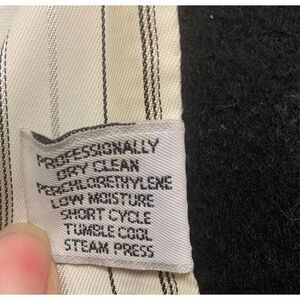 PROFESSIONALLY
DRY CLEAN
PERCHLORETHYLENE
LOW MOISTURE
SHORT CYCLE
TUMBLE COOL
STEAM PRESS